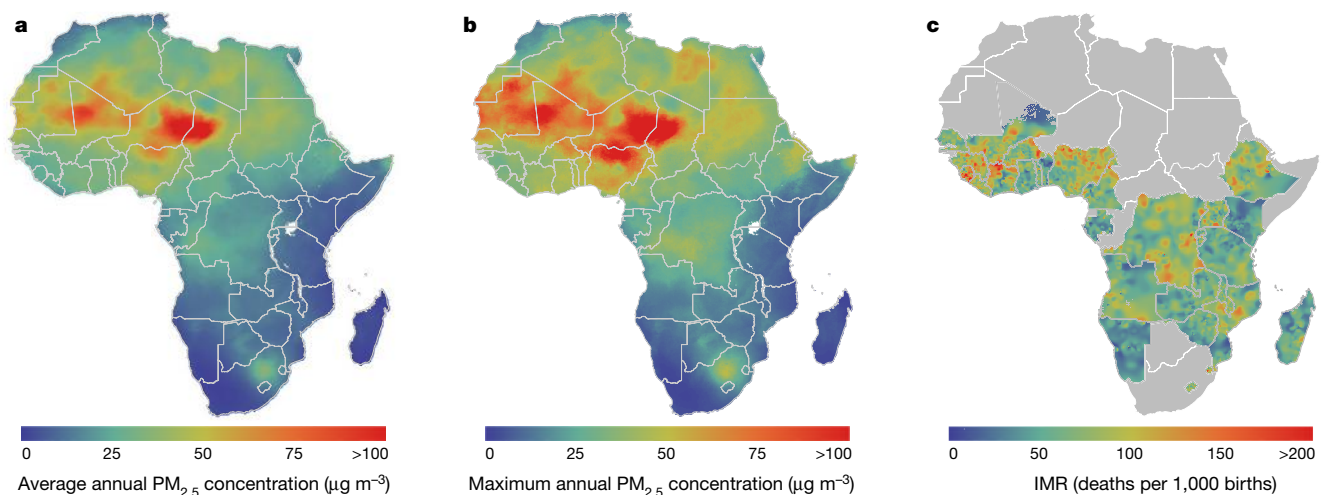 a
b
c
0 25 50 75 >100
Average annual PM2.5 concentration (μg m–3)
0 25 50 75 >100
Maximum annual PM2.5 concentration (μg m–3)
0 50 100 150 >200
IMR (deaths per 1,000 births)